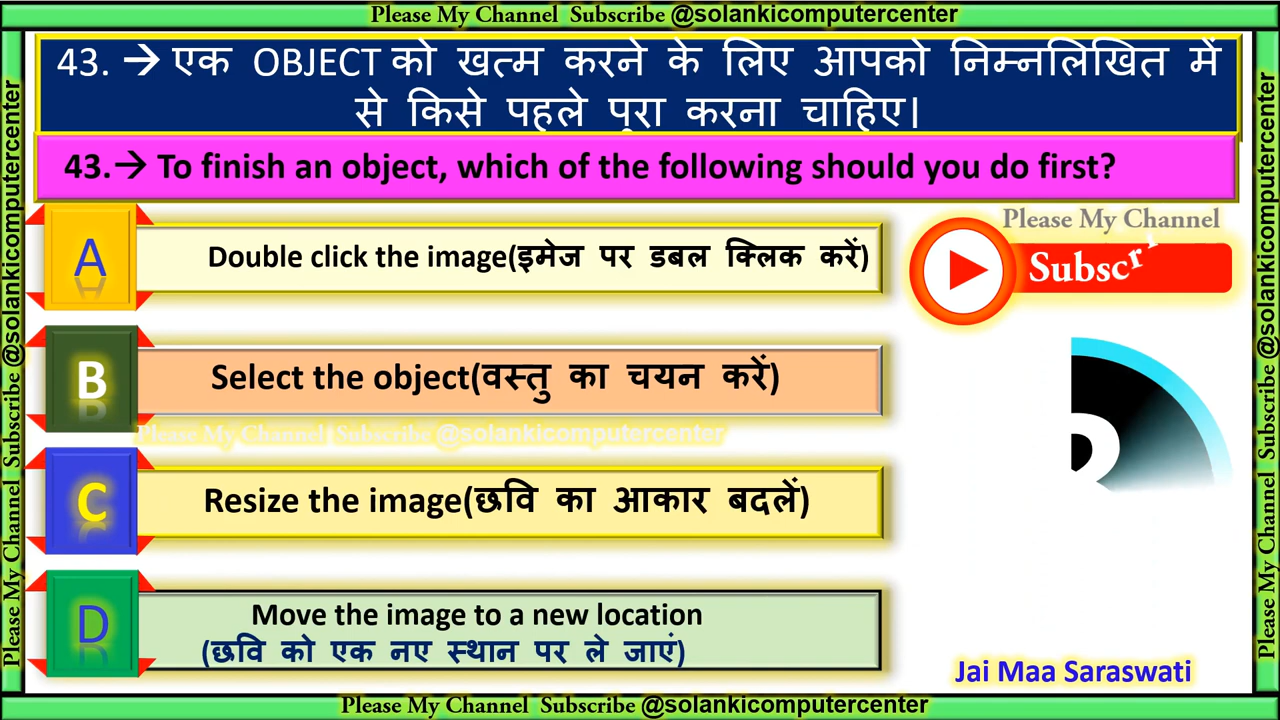 Please My Channel Subscribe @solankicomputercenter
43. → एक OBJECT को खत्म करने के लिए आपको निम्नलिखित में
से किसे पहले पूरा करना चाहिए।
43.→ To finish an object, which of the following should you do first?
A
Double click the image(इमेज पर डबल क्लिक करें)
Please My Channel
Subscr
B
Select the object(वस्तु का चयन करें)
Please My Channel Subscribe @solankicomputercenter
C
Resize the image(छवि का आकार बदलें)
D
Move the image to a new location
(छवि को एक नए स्थान पर ले जाएं)
Jai Maa Saraswati
Please My Channel Subscribe @solankicomputercenter
Please My Channel Subscribe @solankicomputercenter
Please My Channel Subscribe @solankicomputercenter